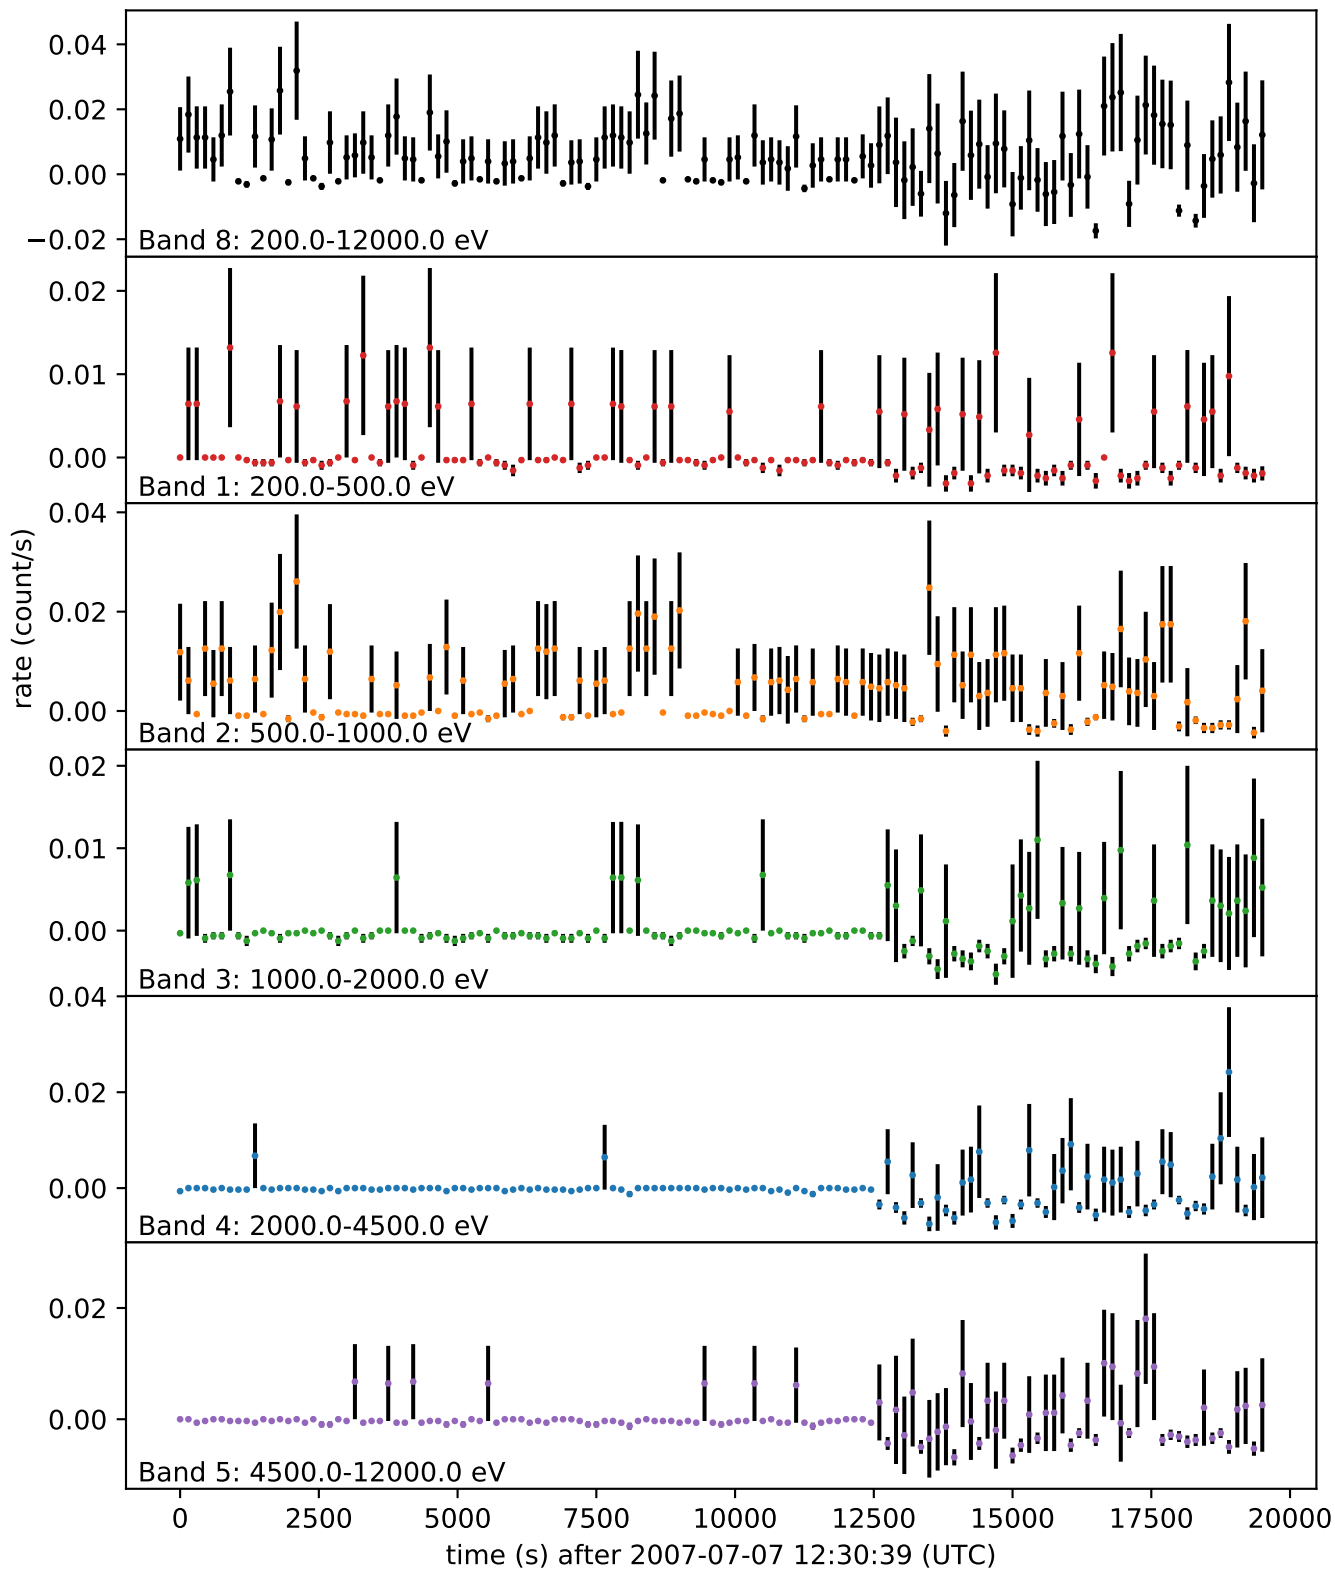 0.04
0.02
0.00
−0.02
Band 8: 200.0-12000.0 eV
0.02
0.01
0.00
Band 1: 200.0-500.0 eV
0.04
0.02
0.00
Band 2: 500.0-1000.0 eV
rate (count/s)
0.02
0.01
0.00
Band 3: 1000.0-2000.0 eV
0.04
0.02
0.00
Band 4: 2000.0-4500.0 eV
0.02
0.00
Band 5: 4500.0-12000.0 eV
0 2500 5000 7500 10000 12500 15000 17500 20000
time (s) after 2007-07-07 12:30:39 (UTC)